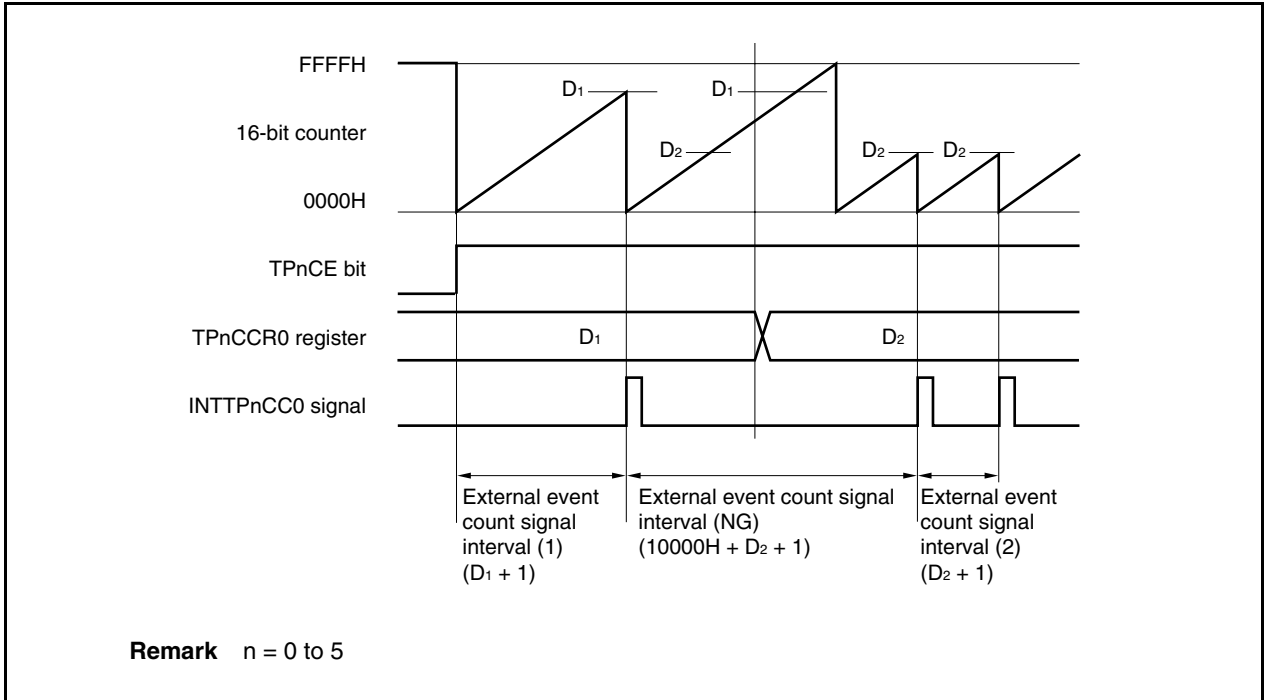 FFFFH
D1
D1
16-bit counter
D2
D2
D2
0000H
TPnCE bit
TPnCCR0 register
D1
D2
INTTPnCC0 signal
External event
count signal
interval (1)
(D1 + 1)
External event count signal
interval (NG)
(10000H + D2 + 1)
External event
count signal
interval (2)
(D2 + 1)
Remark n = 0 to 5